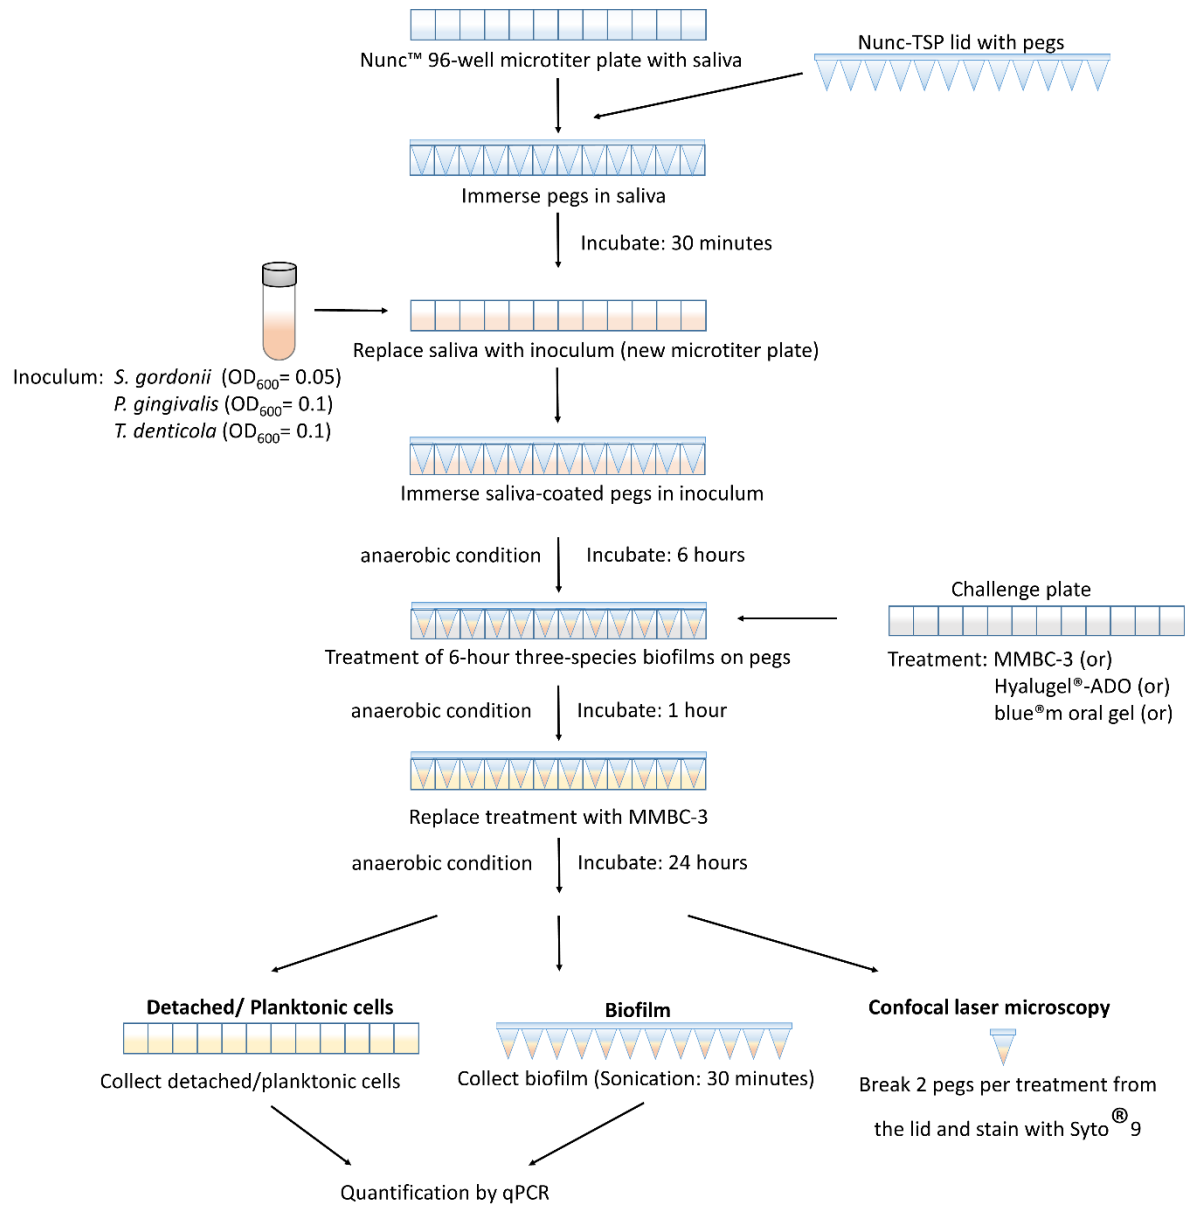 Nunc™ 96-well microtiter plate with saliva
Nunc-TSP lid with pegs
Immerse pegs in saliva
Incubate: 30 minutes
Replace saliva with inoculum (new microtiter plate)
Inoculum: S. gordonii (OD600= 0.05)
P. gingivalis (OD600= 0.1)
T. denticola (OD600= 0.1)
Immerse saliva-coated pegs in inoculum
anaerobic condition Incubate: 6 hours
Challenge plate
Treatment of 6-hour three-species biofilms on pegs
Treatment: MMBC-3 (or)
Hyalugel®-ADO (or)
blue®m oral gel (or)
anaerobic condition Incubate: 1 hour
Replace treatment with MMBC-3
anaerobic condition Incubate: 24 hours
Detached/ Planktonic cells
Collect detached/planktonic cells
Biofilm
Collect biofilm (Sonication: 30 minutes)
Confocal laser microscopy
Break 2 pegs per treatment from
the lid and stain with Syto®9
Quantification by qPCR